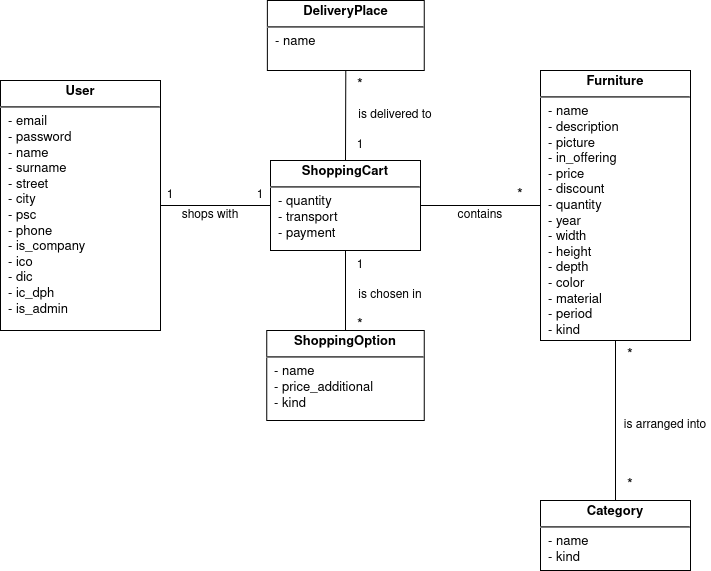 DeliveryPlace
- name
*
is delivered to
1
User
- email
- password
- name
- surname
- street
- city
- psc
- phone
- is_company
- ico
- dic
- ic_dph
- is_admin
1
shops with
1
ShoppingCart
- quantity
- transport
- payment
*
contains
1
is chosen in
*
ShoppingOption
- name
- price_additional
- kind
Furniture
- name
- description
- picture
- in_offering
- price
- discount
- quantity
- year
- width
- height
- depth
- color
- material
- period
- kind
*
is arranged into
*
Category
- name
- kind